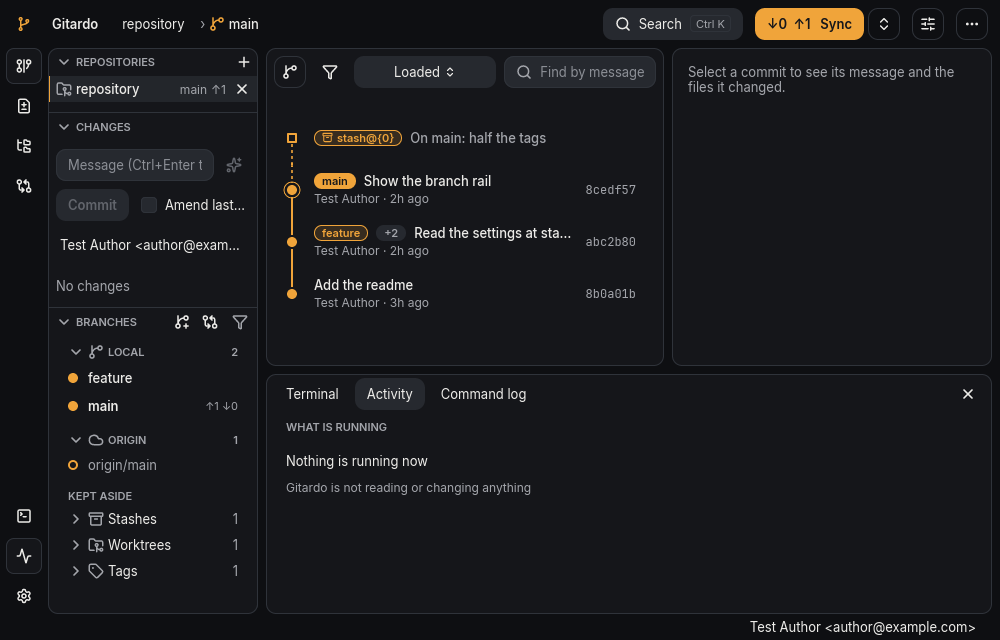 Gitardo repository › main Search Ctrl K ↓0 ↑1 Sync
REPOSITORIES
repository main ↑1
CHANGES
Message (Ctrl+Enter t
Commit Amend last...
Test Author <author@exam...
No changes
BRANCHES
LOCAL 2
feature
main ↑1 ↓0
ORIGIN 1
origin/main
KEPT ASIDE
Stashes 1
Worktrees 1
Tags 1
Loaded Find by message
stash@{0} On main: half the tags
main Show the branch rail
Test Author · 2h ago 8cedf57
feature +2 Read the settings at sta...
Test Author · 2h ago abc2b80
Add the readme
Test Author · 3h ago 8b0a01b
Select a commit to see its message and the
files it changed.
Terminal Activity Command log
WHAT IS RUNNING
Nothing is running now
Gitardo is not reading or changing anything
Test Author <author@example.com>